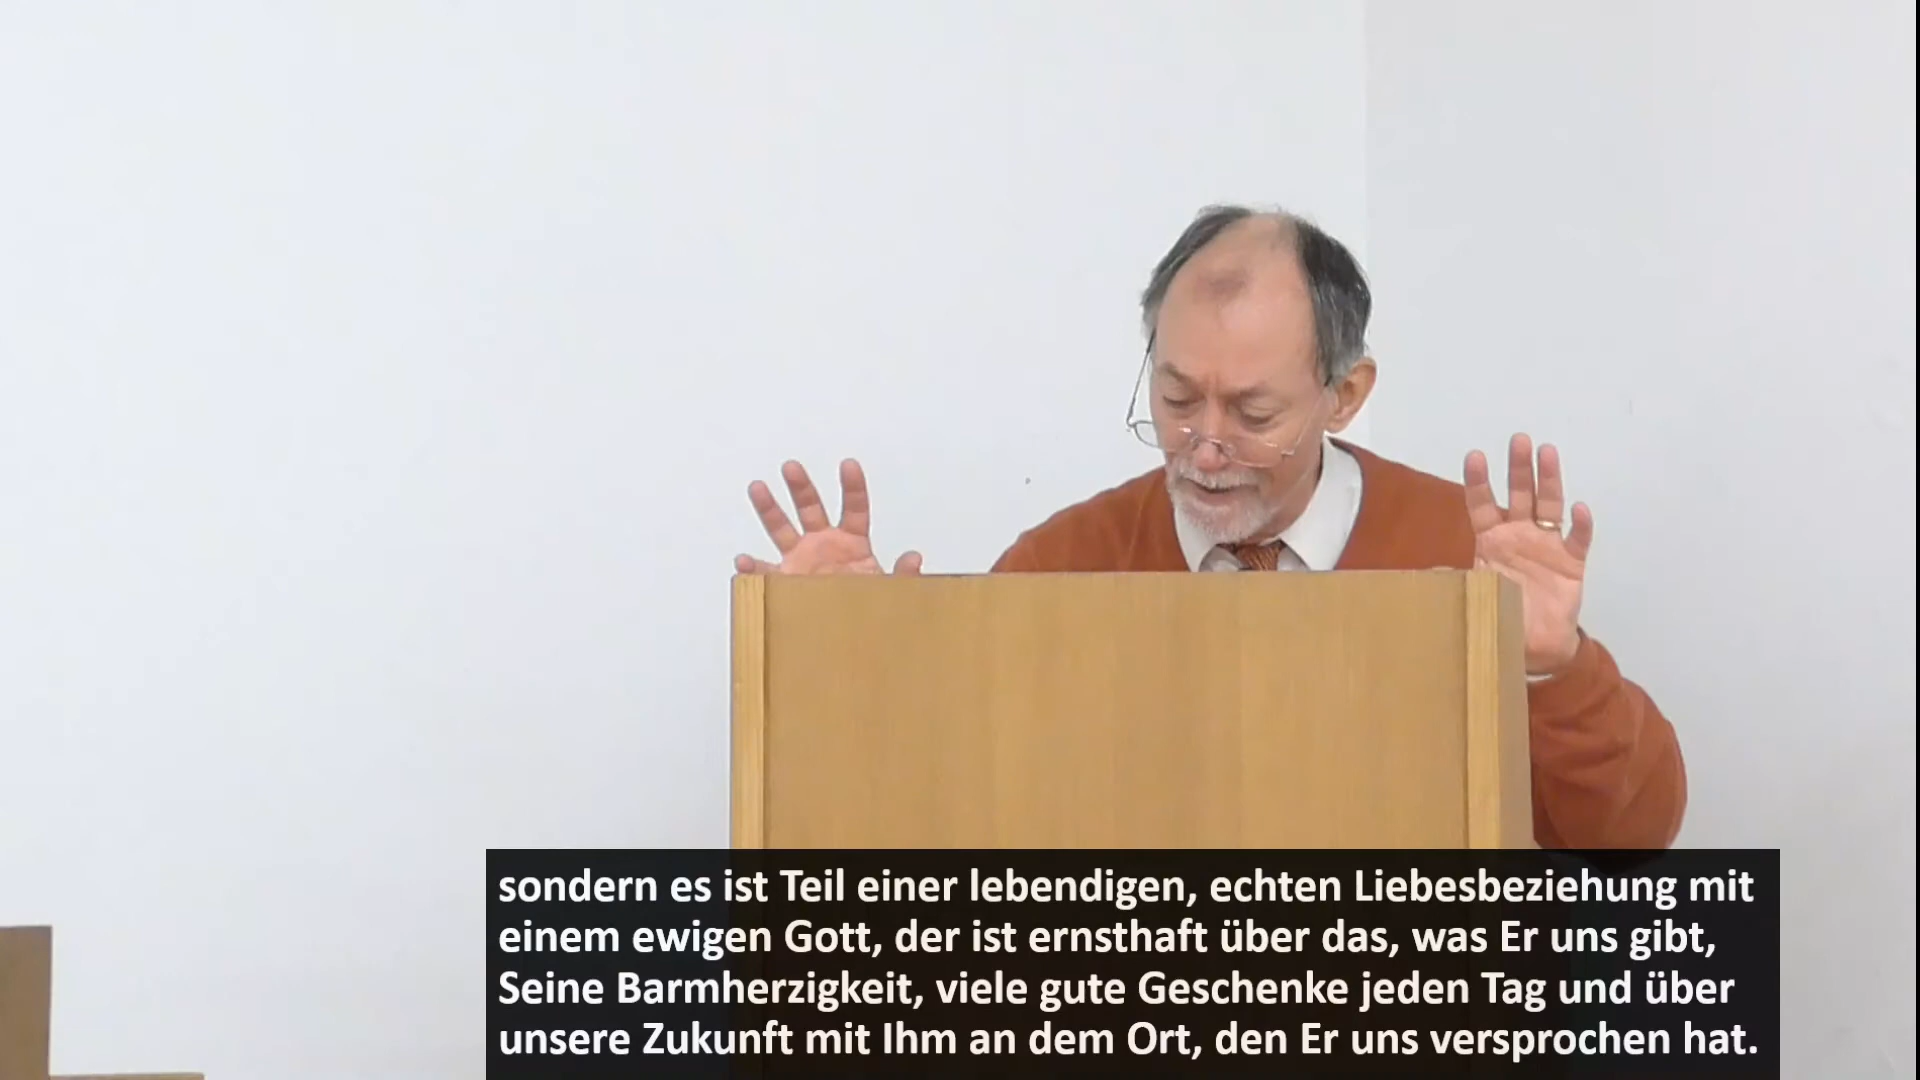 sondern es ist Teil einer lebendigen, echten Liebesbeziehung mit
einem ewigen Gott, der ist ernsthaft über das, was Er uns gibt,
Seine Barmherzigkeit, viele gute Geschenke jeden Tag und über
unsere Zukunft mit Ihm an dem Ort, den Er uns versprochen hat.